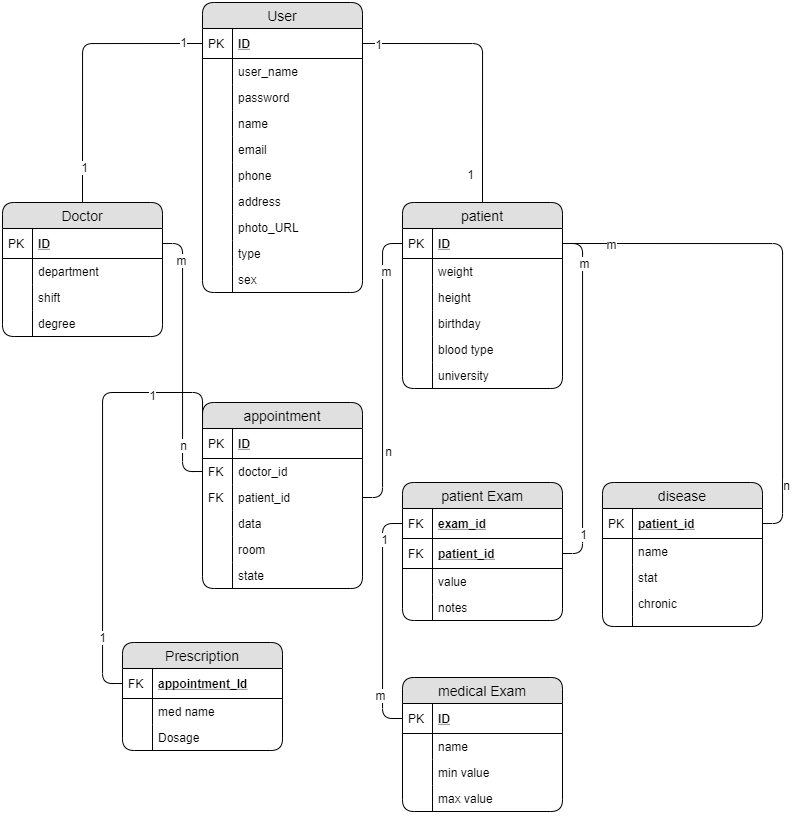 User
PK ID
user_name
password
name
email
phone
address
photo_URL
type
sex
1
1
1
1
Doctor
PK ID
department
shift
degree
m
n
patient
PK ID
weight
height
birthday
blood type
university
m
n
m
1
m
n
appointment
PK ID
FK doctor_id
FK patient_id
data
room
state
1
1
patient Exam
FK exam_id
FK patient_id
value
notes
1
m
disease
PK patient_id
name
stat
chronic
Prescription
FK appointment_Id
med name
Dosage
medical Exam
PK ID
name
min value
max value